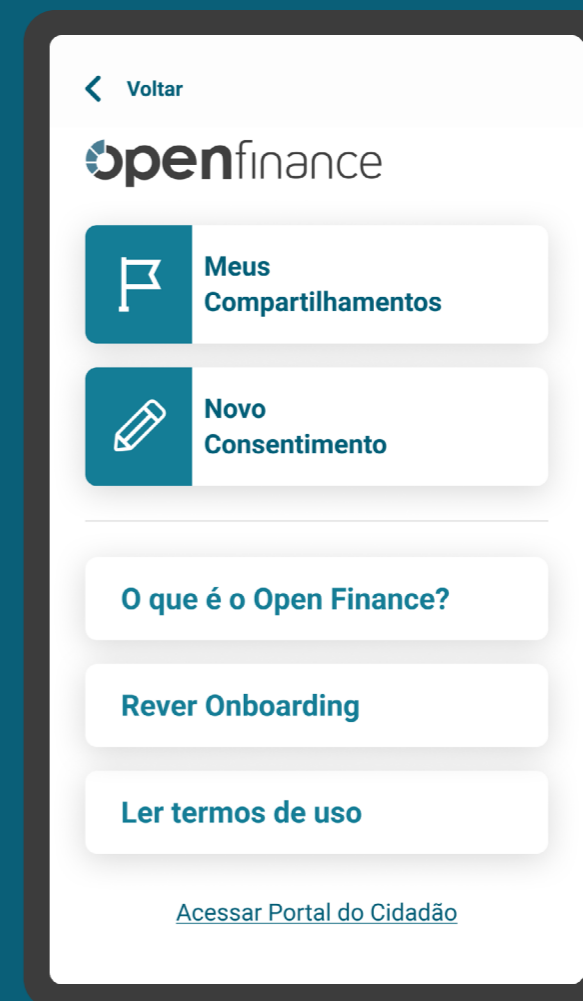 Voltar
openfinance
Meus
Compartilhamentos
Novo
Consentimento
O que é o Open Finance?
Rever Onboarding
Ler termos de uso
Acessar Portal do Cidadão